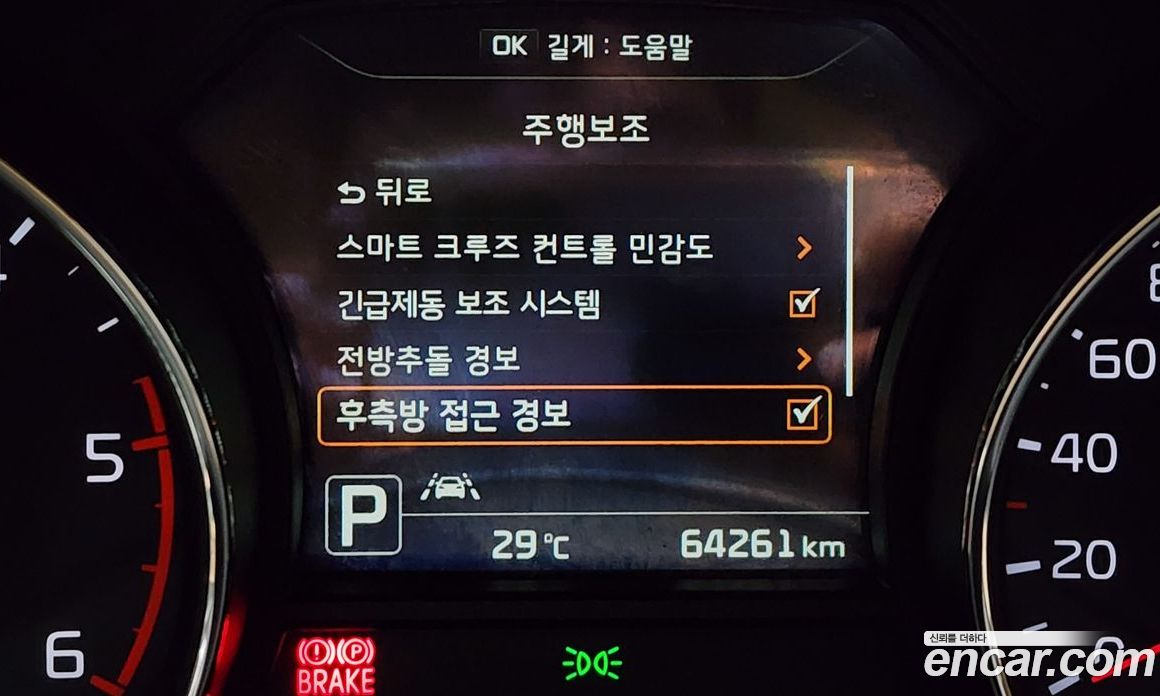 OK 길게 : 도움말
주행보조
뒤로
스마트 크루즈 컨트롤 민감도
긴급제동 보조 시스템
전방추돌 경보
후측방 접근 경보
P
29℃ 64261km
5
6
60
40
20
0
BRAKE
신뢰를 더하다
encar.com